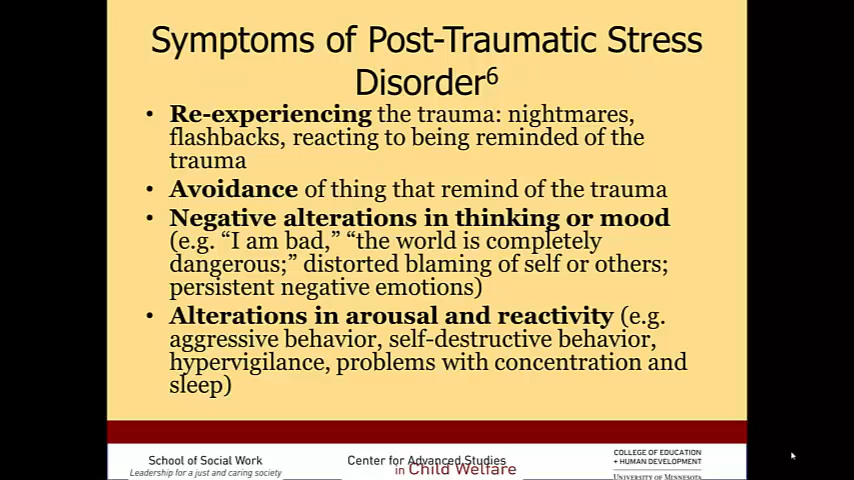 Symptoms of Post-Traumatic Stress
Disorder6
• Re-experiencing the trauma: nightmares,
flashbacks, reacting to being reminded of the
trauma
• Avoidance of thing that remind of the trauma
• Negative alterations in thinking or mood
(e.g. “I am bad,” “the world is completely
dangerous;” distorted blaming of self or others;
persistent negative emotions)
• Alterations in arousal and reactivity (e.g.
aggressive behavior, self-destructive behavior,
hypervigilance, problems with concentration and
sleep)
School of Social Work
Leadership for a just and caring society
Center for Advanced Studies
in Child Welfare
COLLEGE OF EDUCATION
+ HUMAN DEVELOPMENT
UNIVERSITY OF MINNESOTA